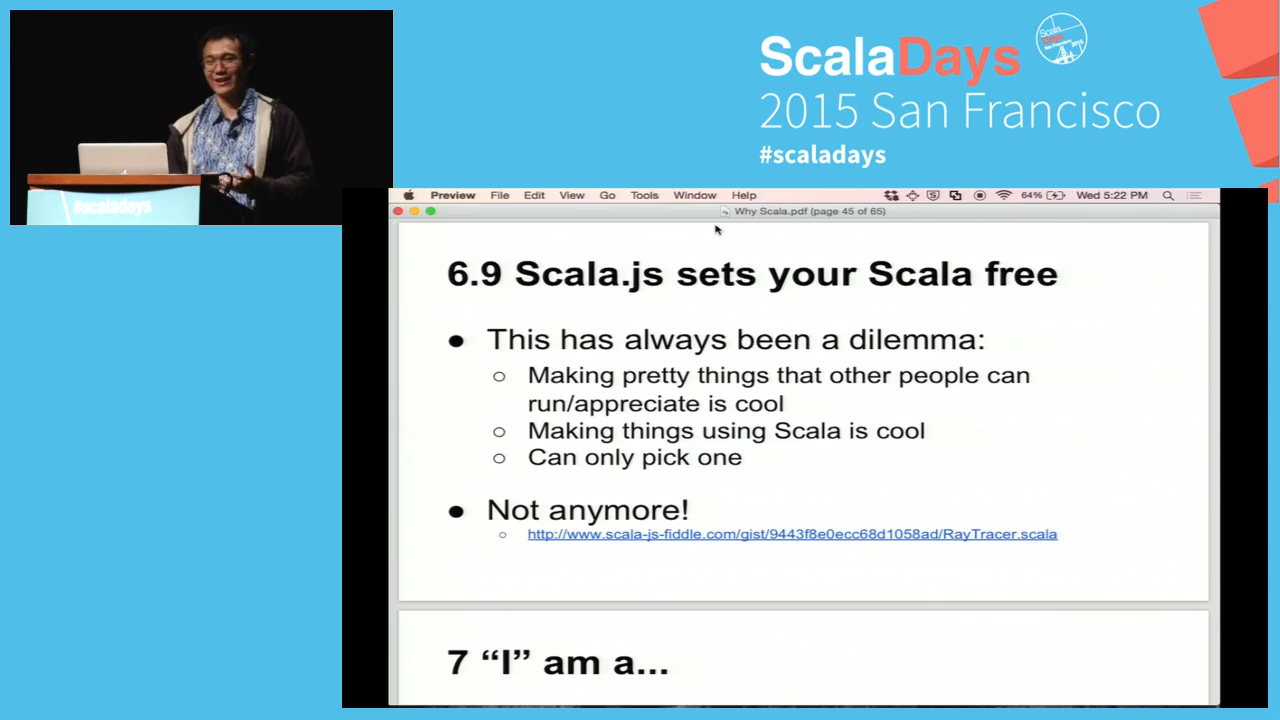 ScalaDays
2015 San Francisco
#scaladays
#scaladays
Preview File Edit View Go Tools Window Help 64% Wed 5:22 PM
Why Scala.pdf (page 45 of 65)
6.9 Scala.js sets your Scala free
● This has always been a dilemma:
○ Making pretty things that other people can
run/appreciate is cool
○ Making things using Scala is cool
○ Can only pick one
● Not anymore!
○ http://www.scala-js-fiddle.com/gist/9443f8e0ecc68d1058ad/RayTracer.scala
7 “I” am a...